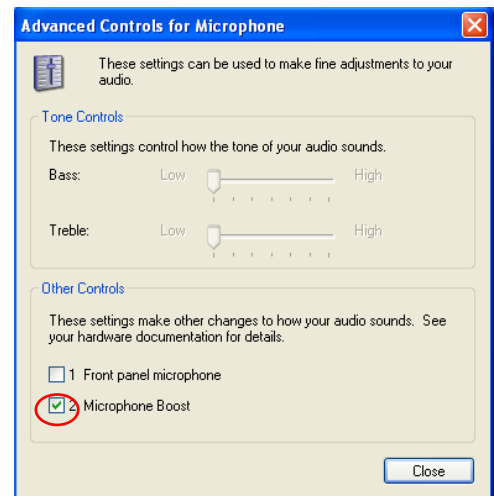 Advanced Controls for Microphone
These settings can be used to make fine adjustments to your
audio.
Tone Controls
These settings control how the tone of your audio sounds.
Bass: Low High
Treble: Low High
Other Controls
These settings make other changes to how your audio sounds. See
your hardware documentation for details.
1 Front panel microphone
2 Microphone Boost
Close